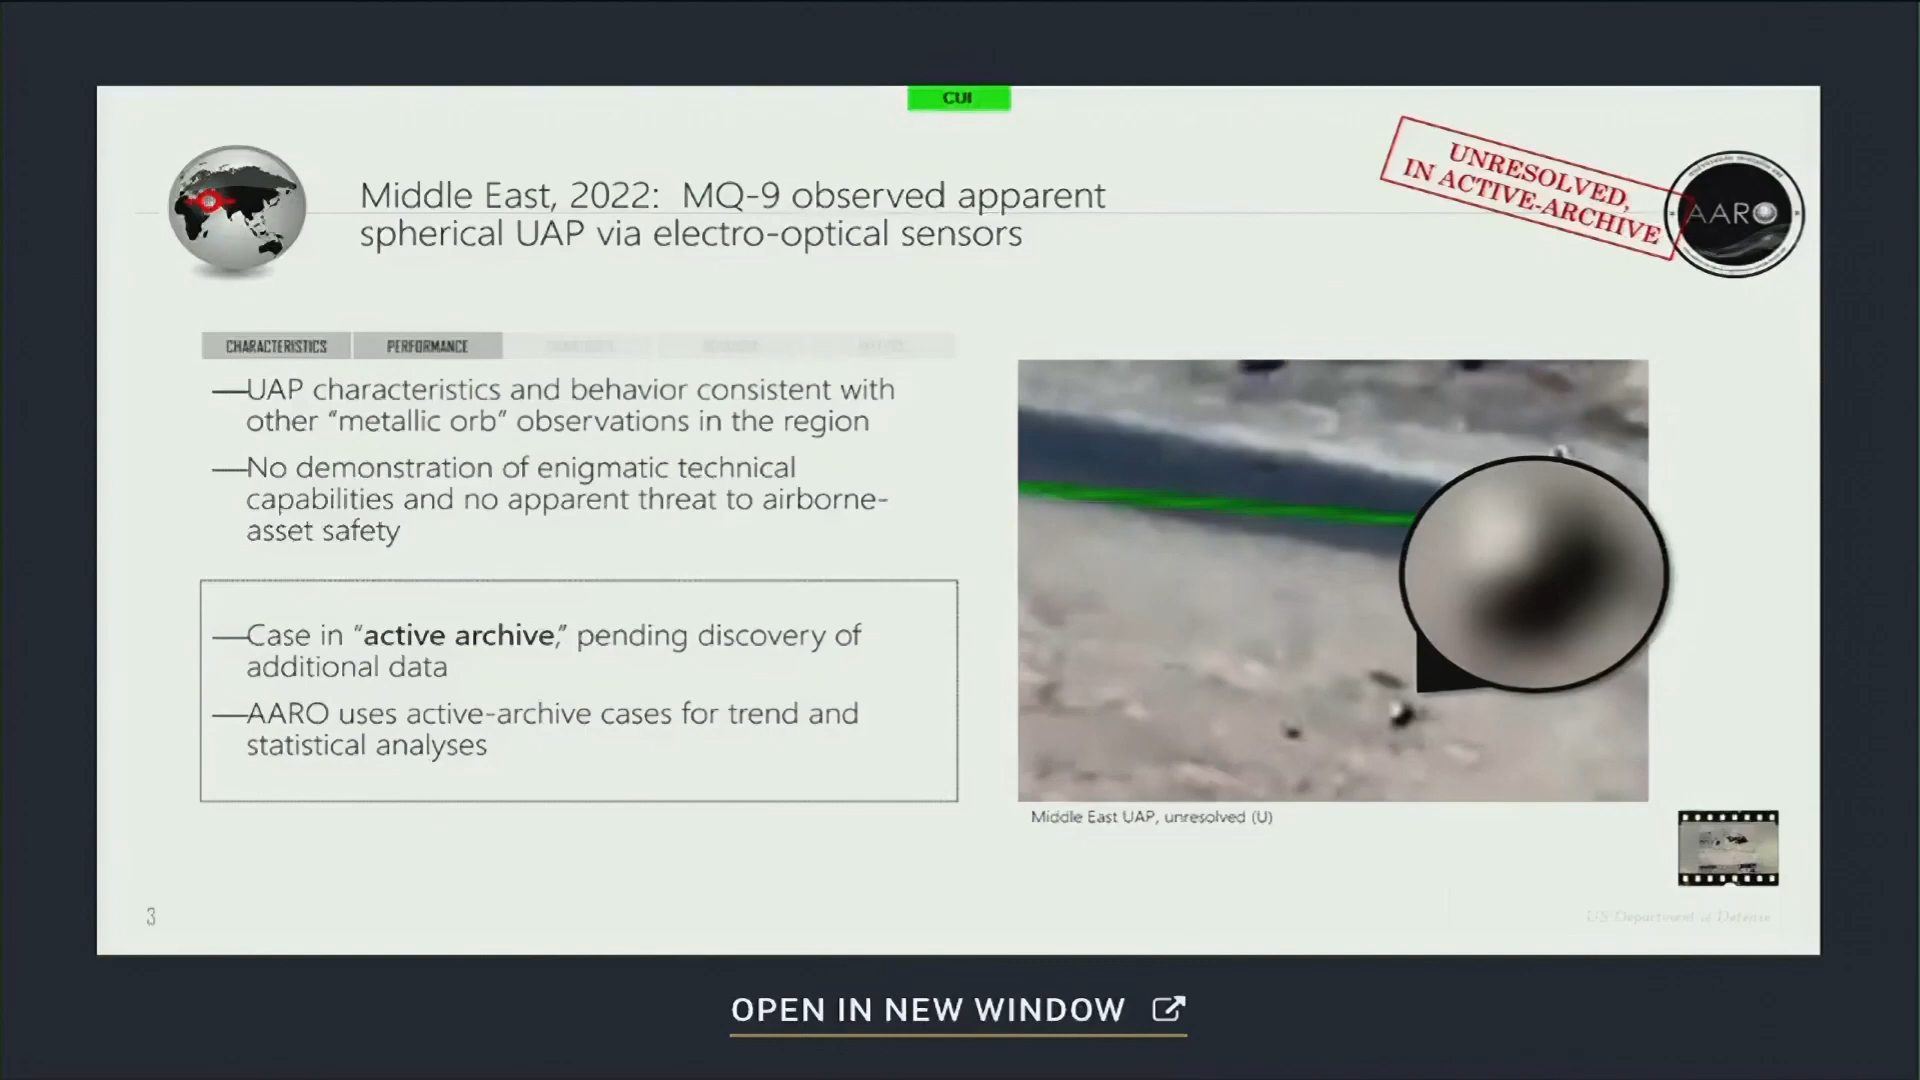 CUI
Middle East, 2022: MQ-9 observed apparent
spherical UAP via electro-optical sensors
UNRESOLVED,
IN ACTIVE-ARCHIVE
AARO
CHARACTERISTICS
PERFORMANCE
—UAP characteristics and behavior consistent with
other “metallic orb” observations in the region
—No demonstration of enigmatic technical
capabilities and no apparent threat to airborne-
asset safety
—Case in “active archive,” pending discovery of
additional data
—AARO uses active-archive cases for trend and
statistical analyses
Middle East UAP, unresolved (U)
3
US Department of Defense
OPEN IN NEW WINDOW